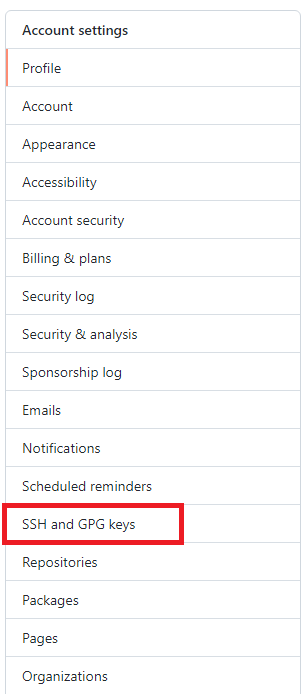 Account settings
Profile
Account
Appearance
Accessibility
Account security
Billing & plans
Security log
Security & analysis
Sponsorship log
Emails
Notifications
Scheduled reminders
SSH and GPG keys
Repositories
Packages
Pages
Organizations